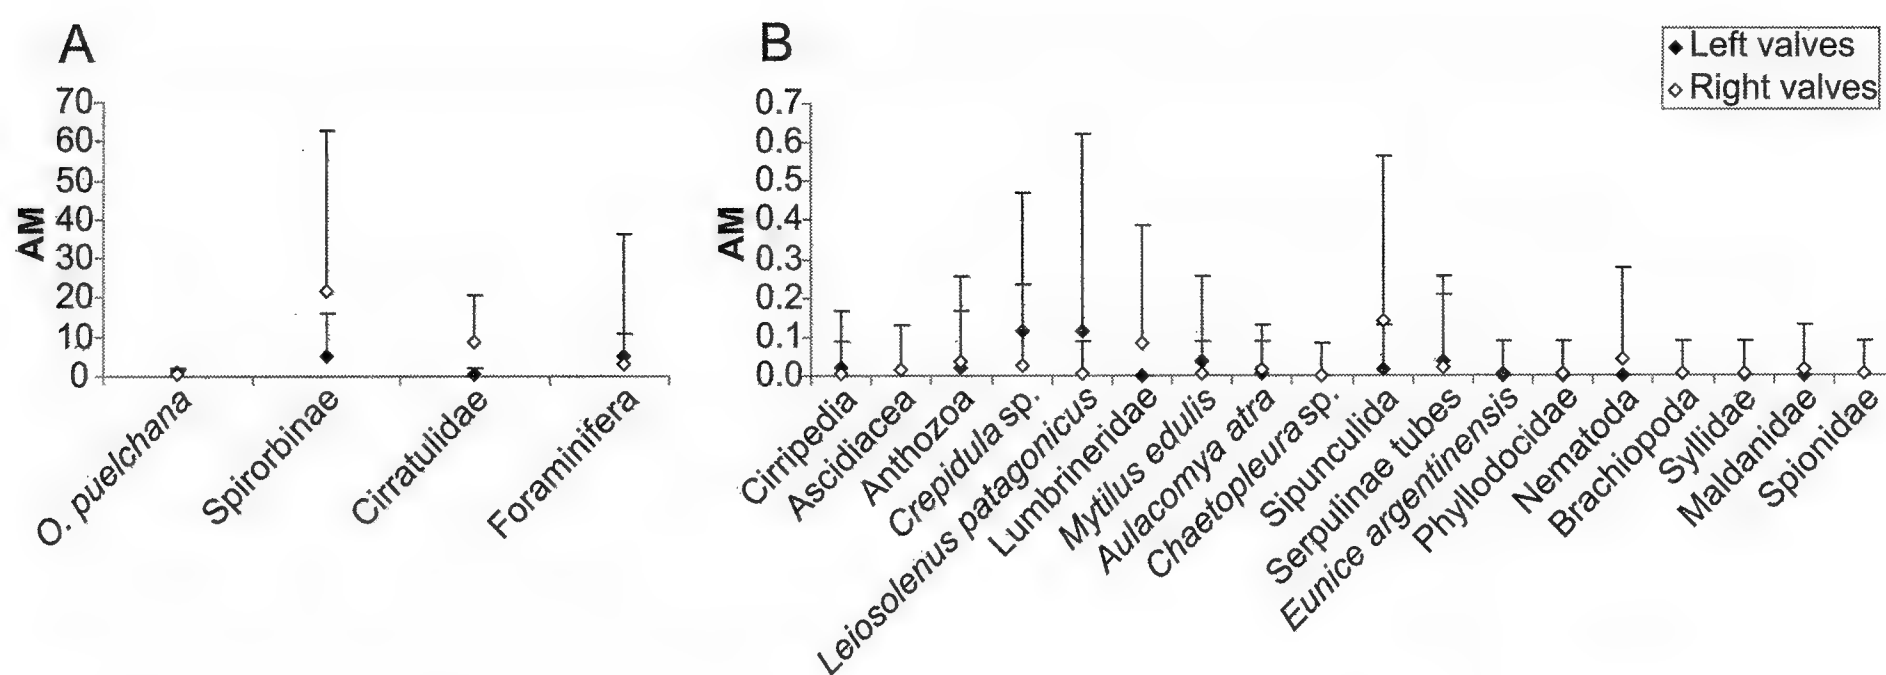 A
AM
70
60
50
40
30
20
10
0
O. puelchana
Spirorbinae
Cirratulidae
Foraminifera
B
Left valves
Right valves
AM
0.7
0.6
0.5
0.4
0.3
0.2
0.1
0.0
Cirripedia
Ascidiacea
Anthozoa
Crepidula sp.
Leiosolenus patagonicus
Lumbrineridae
Mytilus edulis
Aulacomya atra
Chaetopleura sp.
Sipunculida
Serpulinae tubes
Eunice argentinensis
Phyllodocidae
Nematoda
Brachiopoda
Syllidae
Maldanidae
Spionidae